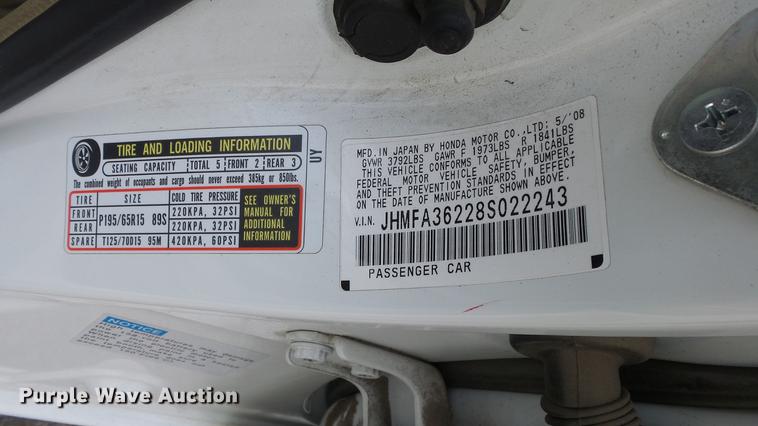 TIRE AND LOADING INFORMATION
SEATING CAPACITY TOTAL 5 FRONT 2 REAR 3
The combined weight of occupants and cargo should never exceed 385kg or 850lbs.
TIRE SIZE COLD TIRE PRESSURE
FRONT P195/65R15 89S 220KPA, 32PSI
REAR 220KPA, 32PSI
SPARE T125/70D15 95M 420KPA, 60PSI
SEE OWNER'S
MANUAL FOR
ADDITIONAL
INFORMATION
UY
MFD. IN JAPAN BY HONDA MOTOR CO., LTD; 5/'08
GVWR 3792LBS GAWR F 1973LBS R 1841LBS
THIS VEHICLE CONFORMS TO ALL APPLICABLE
FEDERAL MOTOR VEHICLE SAFETY, BUMPER,
AND THEFT PREVENTION STANDARDS IN EFFECT
ON THE DATE OF MANUFACTURE SHOWN ABOVE.
V.I.N. JHMFA36228S022243
PASSENGER CAR
NOTICE
Purple Wave Auction